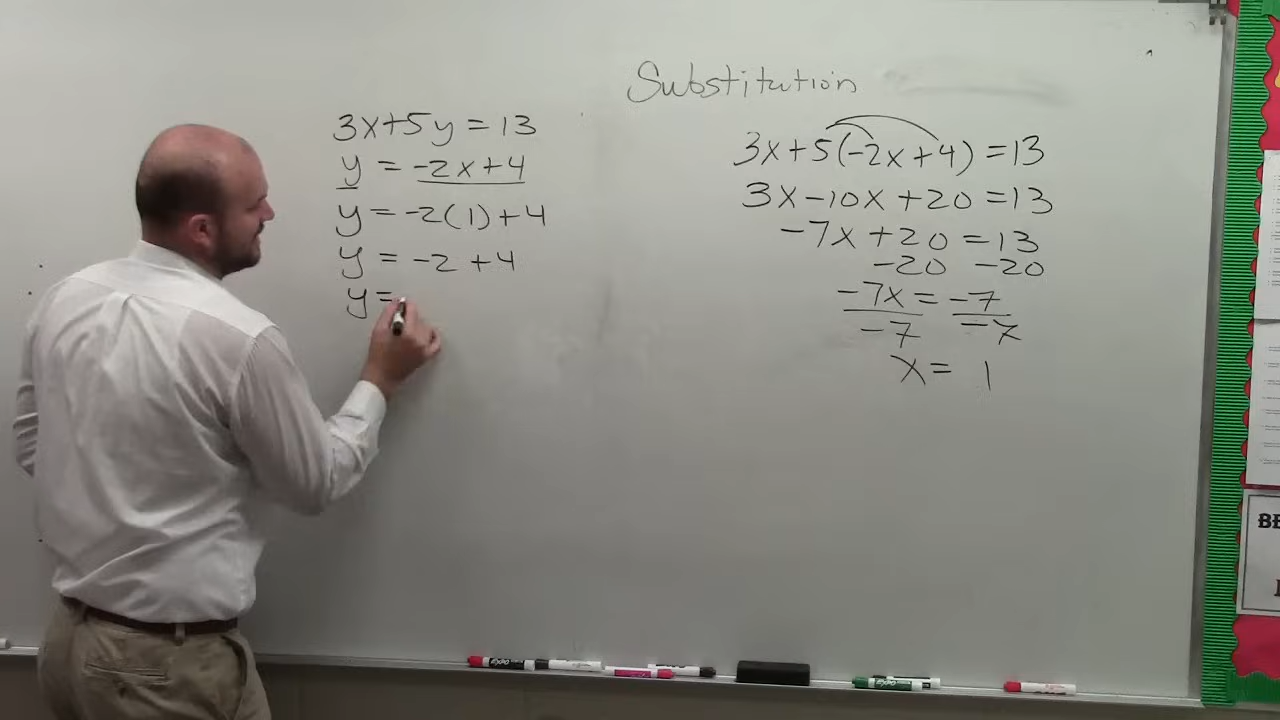 Substitution
3x+5y=13
y=-2x+4
y=-2(1)+4
y=-2+4
y=
3x+5(-2x+4)=13
3x-10x+20=13
-7x+20=13
-20 -20
-7x=-7
-7 -7
x=1
BE